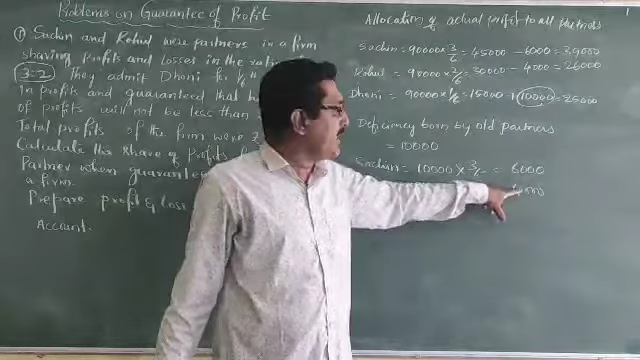 Problems on Guarantee of Profit
① Sachin and Rahul were partners in a firm
sharing profits and losses in the ratio
3:2 They admit Dhoni for 1/6th
in profits and guaranteed that
of profits will not be less than
Total profits of the firm were
Calculate the share of profits
Partner when guarantee
a firm.
Prepare profit & loss
Account.
Allocation of actual profit to all partners
Sachin = 90000 × 3/6 = 45000 - 6000 = 39000
Rahul = 90000 × 2/6 = 30000 - 4000 = 26000
Dhoni = 90000 × 1/6 = 15000 + 10000 = 25000
Deficiency born by old partners
= 10000
Sachin = 10000 × 3/ = 6000